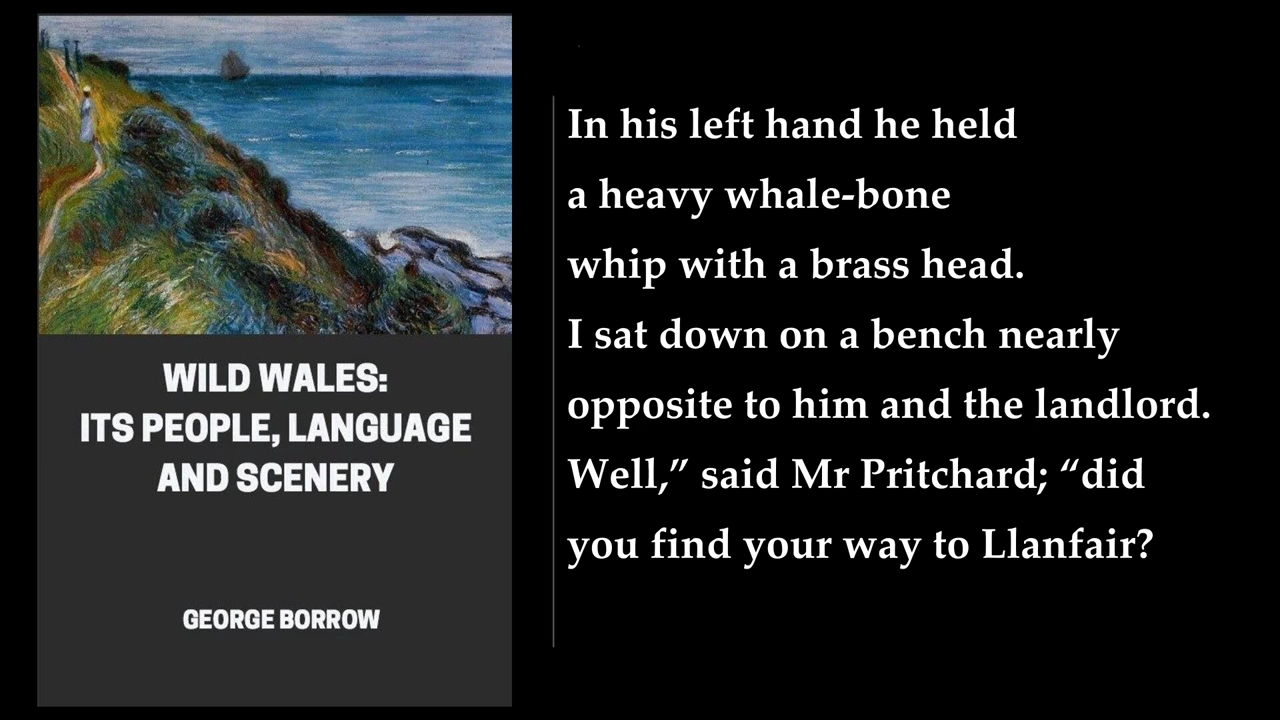 WILD WALES:
ITS PEOPLE, LANGUAGE
AND SCENERY
GEORGE BORROW
In his left hand he held
a heavy whale-bone
whip with a brass head.
I sat down on a bench nearly
opposite to him and the landlord.
Well,” said Mr Pritchard; “did
you find your way to Llanfair?